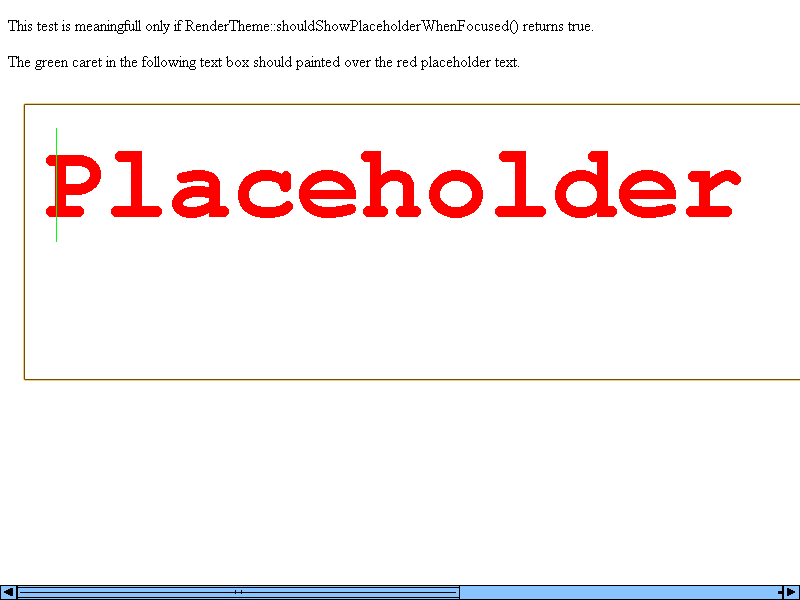 This test is meaningfull only if RenderTheme::shouldShowPlaceholderWhenFocused() returns true.
The green caret in the following text box should painted over the red placeholder text.
Placeholder